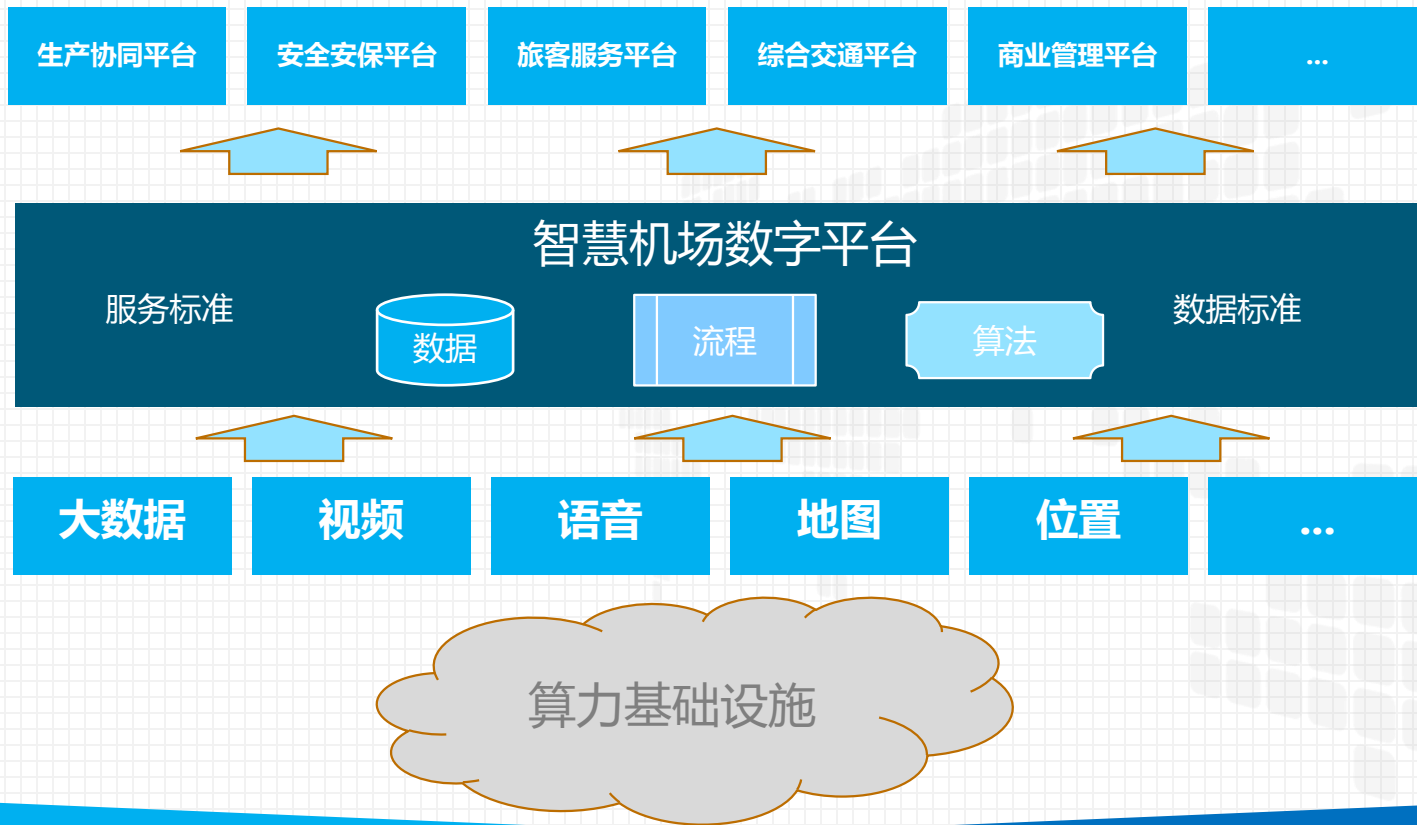 生产协同平台
安全安保平台
旅客服务平台
综合交通平台
商业管理平台
...
智慧机场数字平台
服务标准
数据
流程
算法
数据标准
大数据
视频
语音
地图
位置
...
算力基础设施